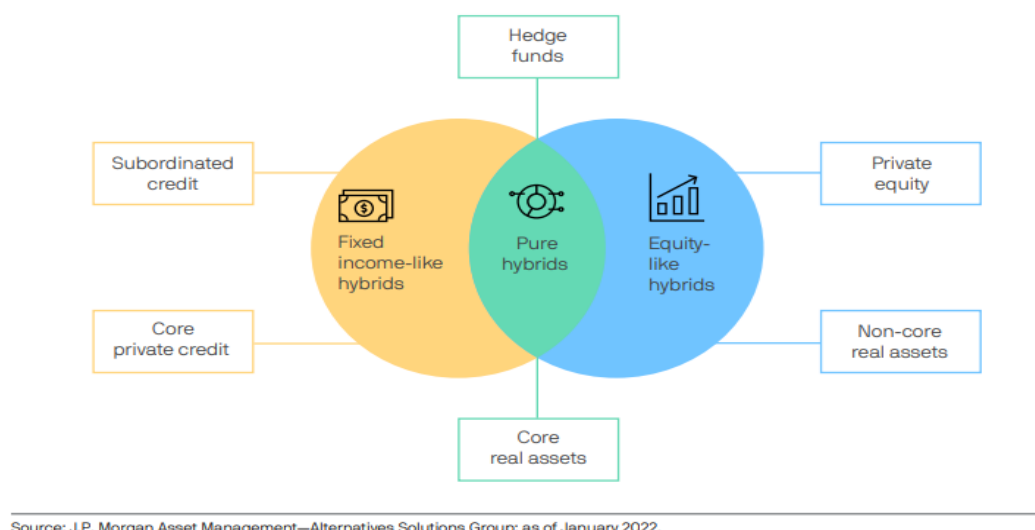 Hedge
funds
Subordinated
credit
Private
equity
$
Fixed
income-like
hybrids
Pure
hybrids
Equity-
like
hybrids
Core
private credit
Non-core
real assets
Core
real assets
Source: J.P. Morgan Asset Management—Alternatives Solutions Group; as of January 2022.